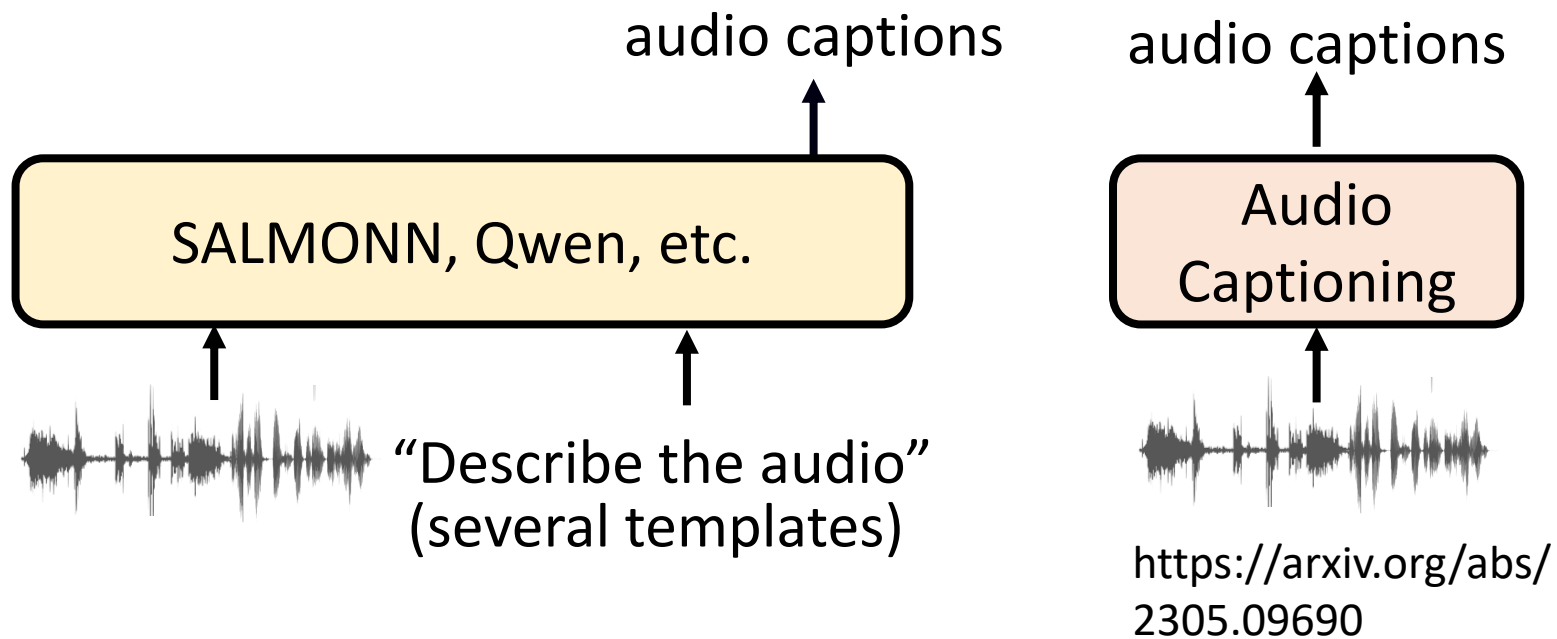 audio captions
SALMONN, Qwen, etc.
“Describe the audio”
(several templates)
audio captions
Audio
Captioning
https://arxiv.org/abs/
2305.09690